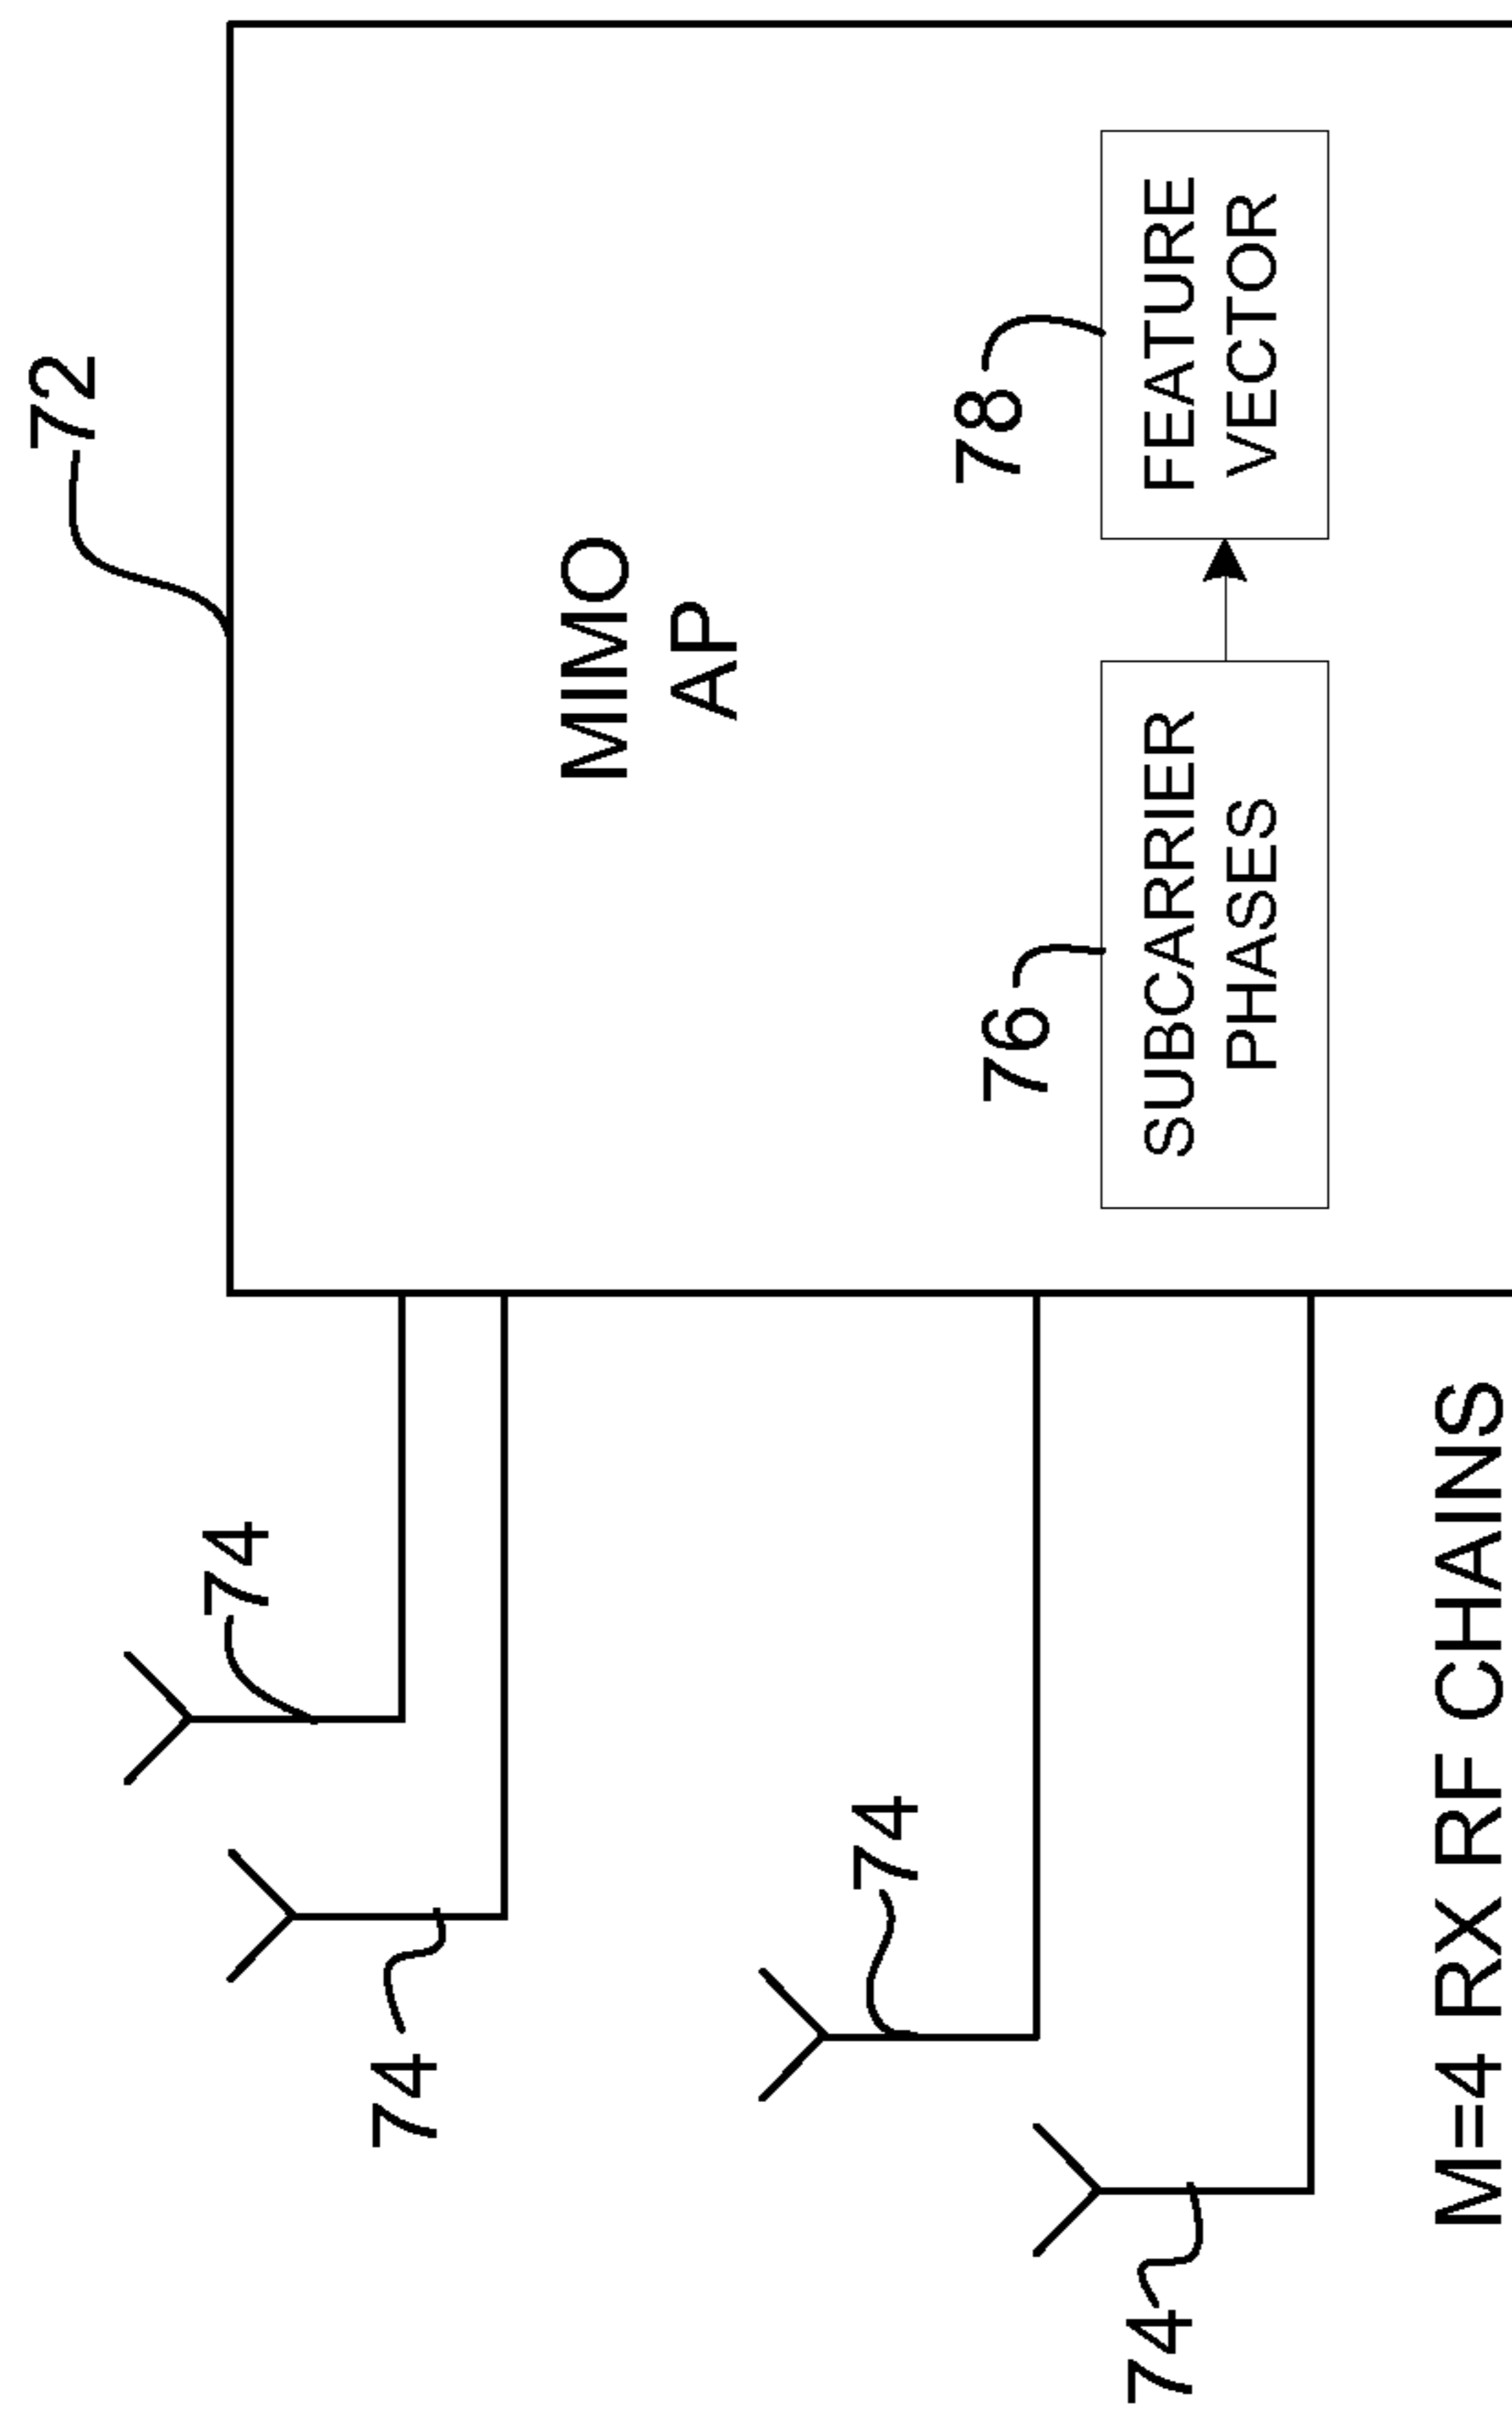 72
MIMO
AP
74
74
78
FEATURE
VECTOR
76
SUBCARRIER
PHASES
74
74
M=4 RX RF CHAINS